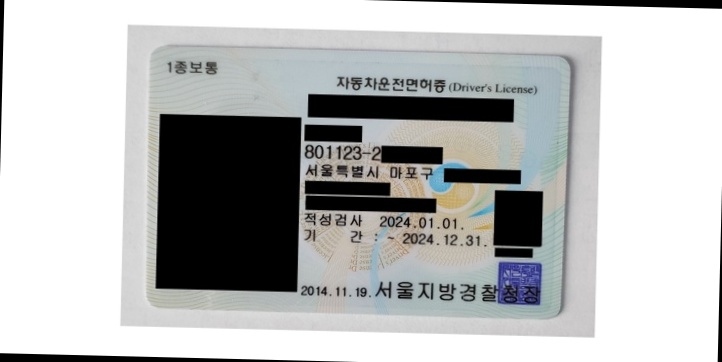 1종보통
자동차운전면허증 (Driver's License)
801123-2
서울특별시 마포구
적성검사 2024.01.01.
기 간 : ~ 2024.12.31.
2014.11.19. 서울지방경찰청장